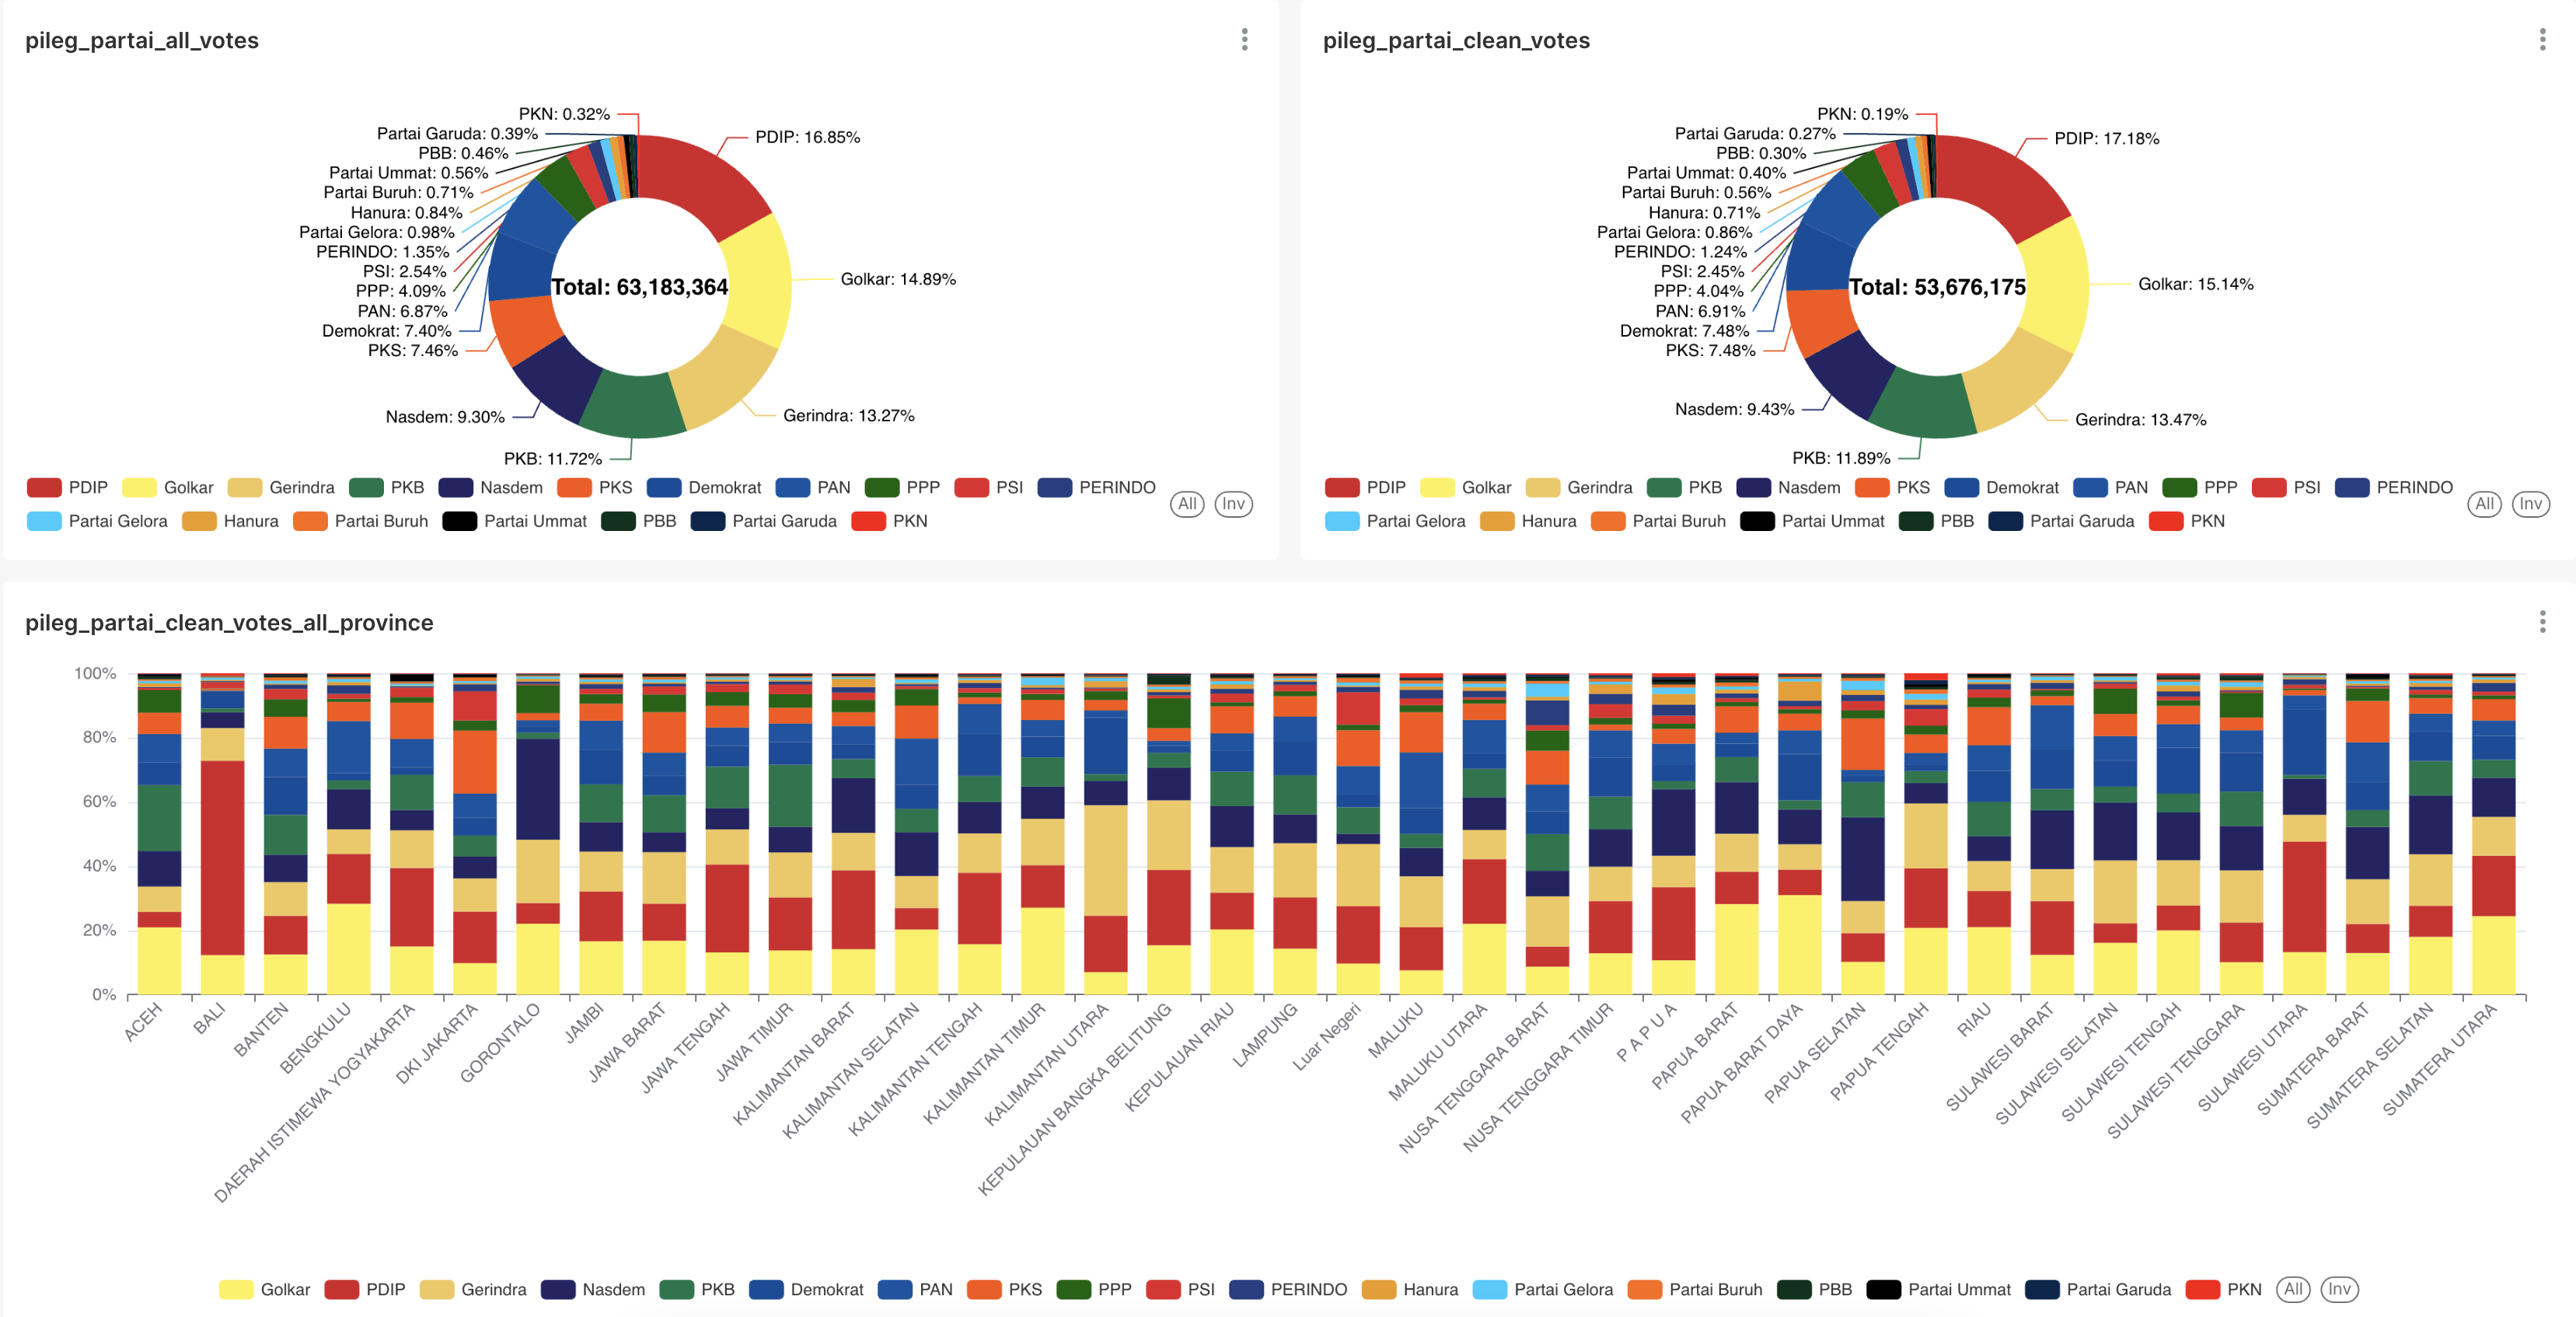 pileg_partai_all_votes
PKN: 0.32%
Partai Garuda: 0.39%
PBB: 0.46%
Partai Ummat: 0.56%
Partai Buruh: 0.71%
Hanura: 0.84%
Partai Gelora: 0.98%
PERINDO: 1.35%
PSI: 2.54%
PPP: 4.09%
PAN: 6.87%
Demokrat: 7.40%
PKS: 7.46%
Nasdem: 9.30%
PKB: 11.72%
PDIP: 16.85%
Golkar: 14.89%
Gerindra: 13.27%
Total: 63,183,364
PDIP Golkar Gerindra PKB Nasdem PKS Demokrat PAN PPP PSI PERINDO
Partai Gelora Hanura Partai Buruh Partai Ummat PBB Partai Garuda PKN
All Inv
pileg_partai_clean_votes
PKN: 0.19%
Partai Garuda: 0.27%
PBB: 0.30%
Partai Ummat: 0.40%
Partai Buruh: 0.56%
Hanura: 0.71%
Partai Gelora: 0.86%
PERINDO: 1.24%
PSI: 2.45%
PPP: 4.04%
PAN: 6.91%
Demokrat: 7.48%
PKS: 7.48%
Nasdem: 9.43%
PKB: 11.89%
PDIP: 17.18%
Golkar: 15.14%
Gerindra: 13.47%
Total: 53,676,175
PDIP Golkar Gerindra PKB Nasdem PKS Demokrat PAN PPP PSI PERINDO
Partai Gelora Hanura Partai Buruh Partai Ummat PBB Partai Garuda PKN
All Inv
pileg_partai_clean_votes_all_province
100%
80%
60%
40%
20%
0%
ACEH
BALI
BANTEN
BENGKULU
DAERAH ISTIMEWA YOGYAKARTA
DKI JAKARTA
GORONTALO
JAMBI
JAWA BARAT
JAWA TENGAH
JAWA TIMUR
KALIMANTAN BARAT
KALIMANTAN SELATAN
KALIMANTAN TENGAH
KALIMANTAN TIMUR
KALIMANTAN UTARA
KEPULAUAN BANGKA BELITUNG
KEPULAUAN RIAU
LAMPUNG
Luar Negeri
MALUKU
MALUKU UTARA
NUSA TENGGARA BARAT
NUSA TENGGARA TIMUR
P A P U A
PAPUA BARAT
PAPUA BARAT DAYA
PAPUA SELATAN
PAPUA TENGAH
RIAU
SULAWESI BARAT
SULAWESI SELATAN
SULAWESI TENGAH
SULAWESI TENGGARA
SULAWESI UTARA
SUMATERA BARAT
SUMATERA SELATAN
SUMATERA UTARA
Golkar PDIP Gerindra Nasdem PKB Demokrat PAN PKS PPP PSI PERINDO Hanura Partai Gelora Partai Buruh PBB Partai Ummat Partai Garuda PKN All Inv